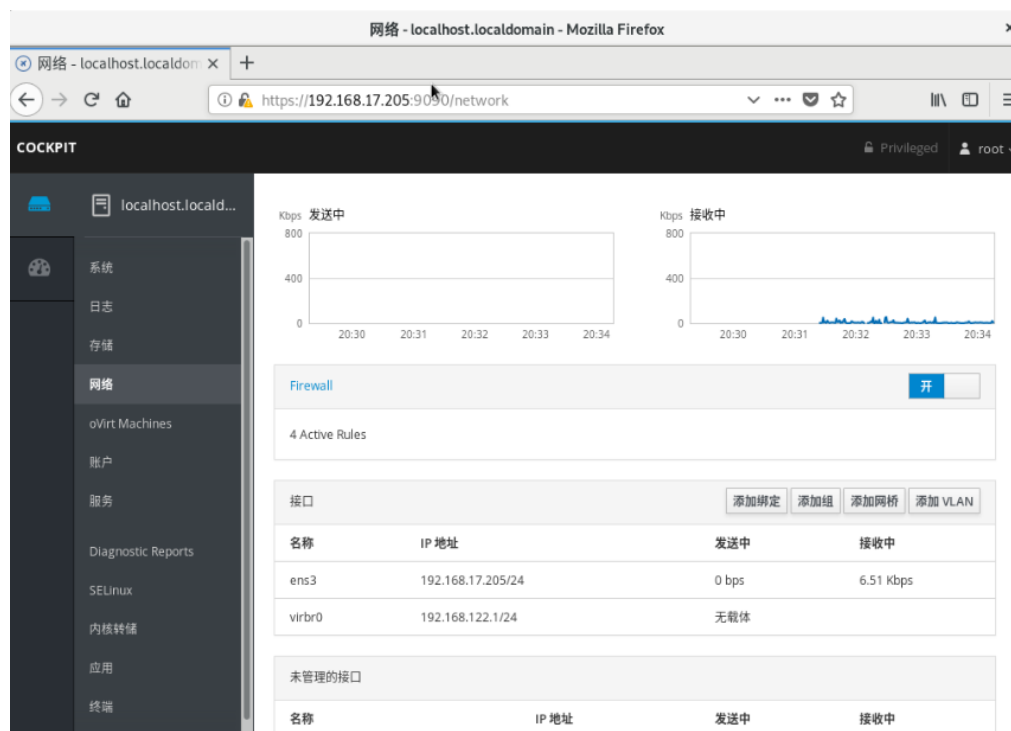 网络 - localhost.localdomain - Mozilla Firefox
网络 - localhost.localdom
https://192.168.17.205:9090/network
COCKPIT
Privileged
root
localhost.locald...
系统
日志
存储
网络
oVirt Machines
账户
服务
Diagnostic Reports
SELinux
内核转储
应用
终端
Kbps 发送中
800
400
0
20:30 20:31 20:32 20:33 20:34
Kbps 接收中
800
400
0
20:30 20:31 20:32 20:33 20:34
Firewall 开
4 Active Rules
接口 添加绑定 添加组 添加网桥 添加 VLAN
名称 IP 地址 发送中 接收中
ens3 192.168.17.205/24 0 bps 6.51 Kbps
virbr0 192.168.122.1/24 无载体
未管理的接口
名称 IP 地址 发送中 接收中